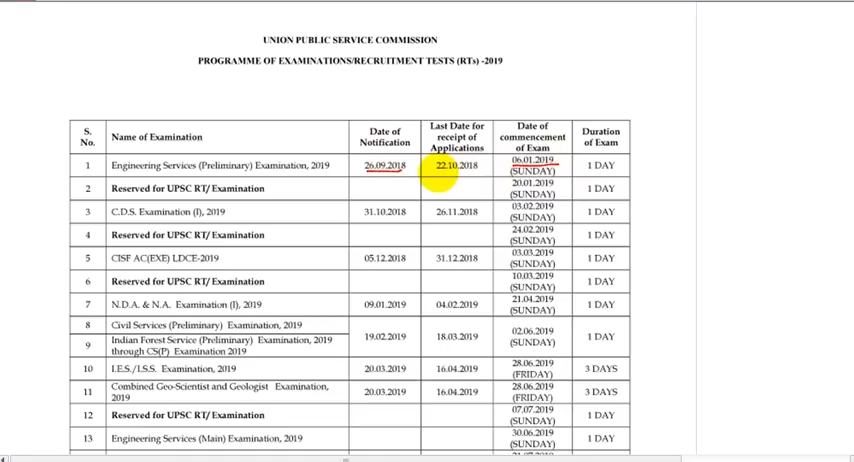 UNION PUBLIC SERVICE COMMISSION
PROGRAMME OF EXAMINATIONS/RECRUITMENT TESTS (RTs) -2019
S. No. Name of Examination Date of Notification Last Date for receipt of Applications Date of commencement of Exam Duration of Exam
1 Engineering Services (Preliminary) Examination, 2019 26.09.2018 22.10.2018 06.01.2019 (SUNDAY) 1 DAY
2 Reserved for UPSC RT/ Examination 20.01.2019 (SUNDAY) 1 DAY
3 C.D.S. Examination (I), 2019 31.10.2018 26.11.2018 03.02.2019 (SUNDAY) 1 DAY
4 Reserved for UPSC RT/ Examination 24.02.2019 (SUNDAY) 1 DAY
5 CISF AC(EXE) LDCE-2019 05.12.2018 31.12.2018 03.03.2019 (SUNDAY) 1 DAY
6 Reserved for UPSC RT/ Examination 10.03.2019 (SUNDAY) 1 DAY
7 N.D.A. & N.A. Examination (I), 2019 09.01.2019 04.02.2019 21.04.2019 (SUNDAY) 1 DAY
8 Civil Services (Preliminary) Examination, 2019 19.02.2019 18.03.2019 02.06.2019 (SUNDAY) 1 DAY
9 Indian Forest Service (Preliminary) Examination, 2019 through CS(P) Examination 2019
10 I.E.S./I.S.S. Examination, 2019 20.03.2019 16.04.2019 28.06.2019 (FRIDAY) 3 DAYS
11 Combined Geo-Scientist and Geologist Examination, 2019 20.03.2019 16.04.2019 28.06.2019 (FRIDAY) 3 DAYS
12 Reserved for UPSC RT/ Examination 07.07.2019 (SUNDAY) 1 DAY
13 Engineering Services (Main) Examination, 2019 30.06.2019 (SUNDAY) 1 DAY